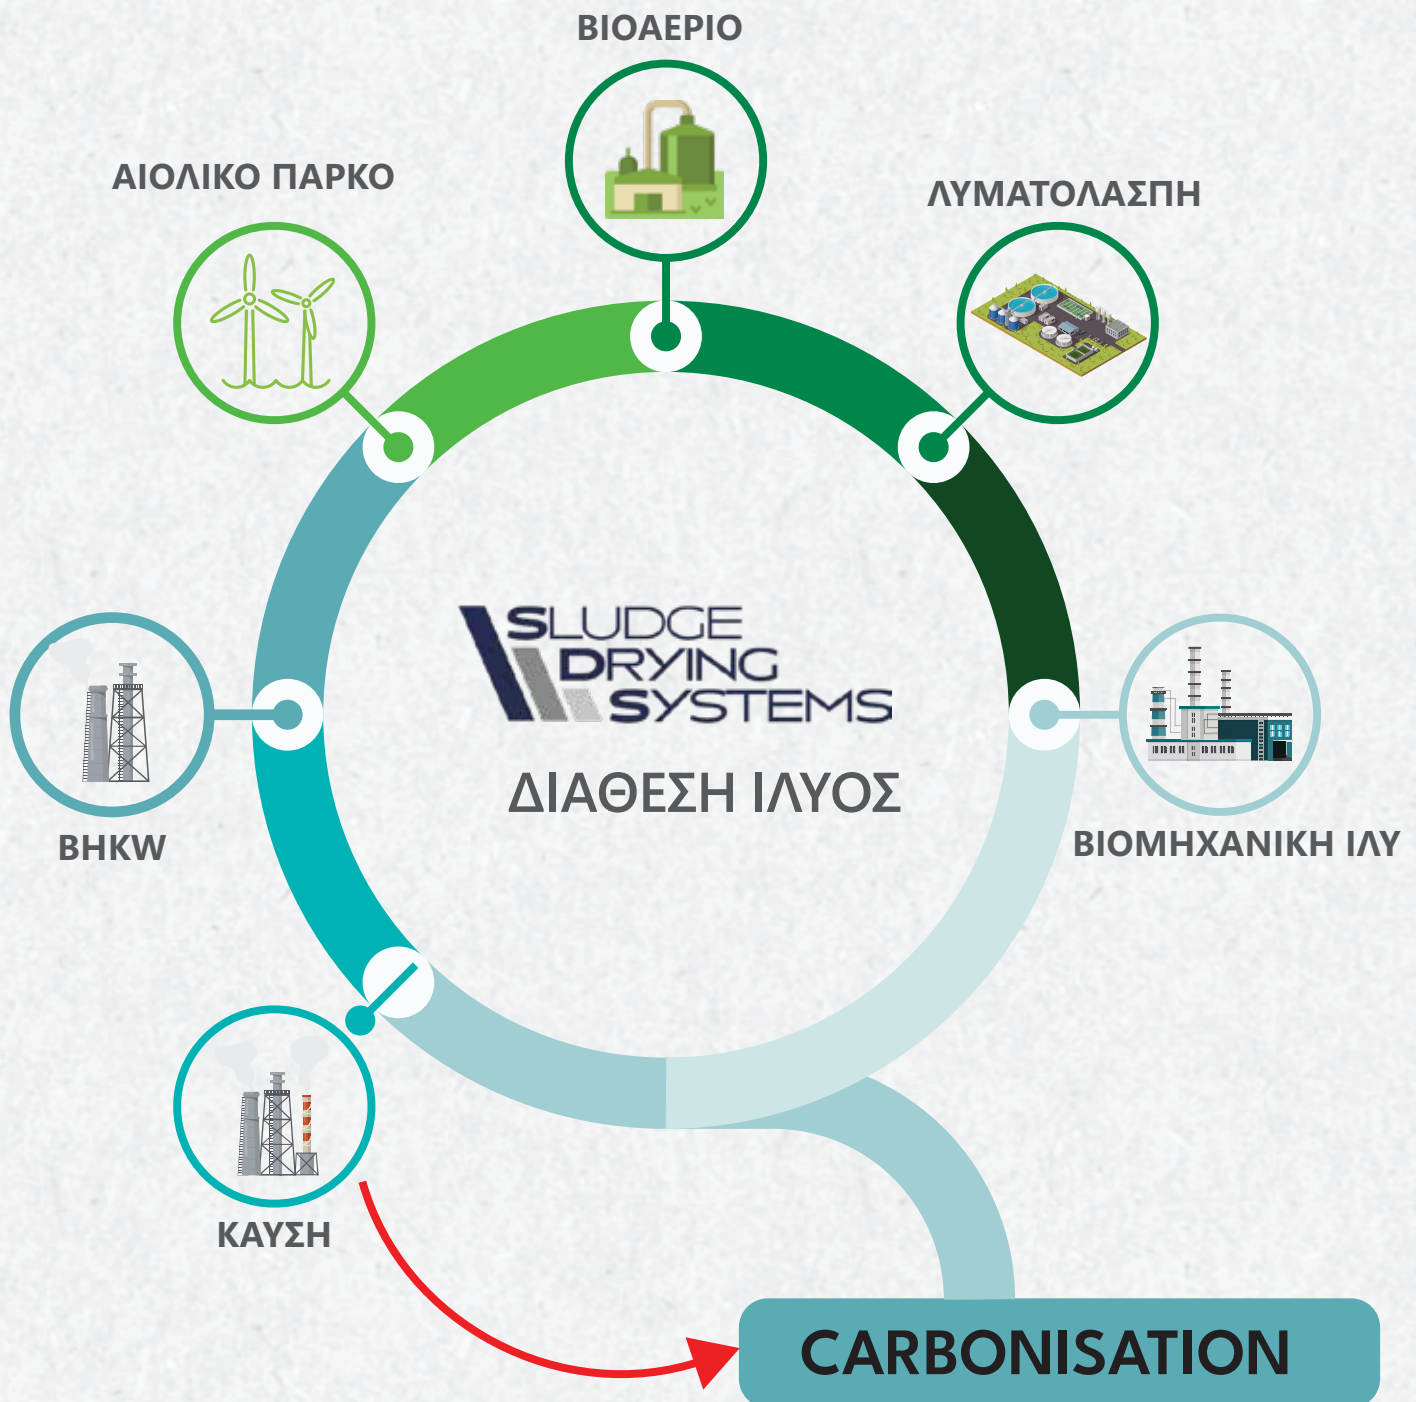 ΒΙΟΑΕΡΙΟ
ΑΙΟΛΙΚΟ ΠΑΡΚΟ
ΛΥΜΑΤΟΛΑΣΠΗ
SLUDGE
DRYING
SYSTEMS
ΔΙΑΘΕΣΗ ΙΛΥΟΣ
BHKW
ΒΙΟΜΗΧΑΝΙΚΗ ΙΛΥ
ΚΑΥΣΗ
CARBONISATION